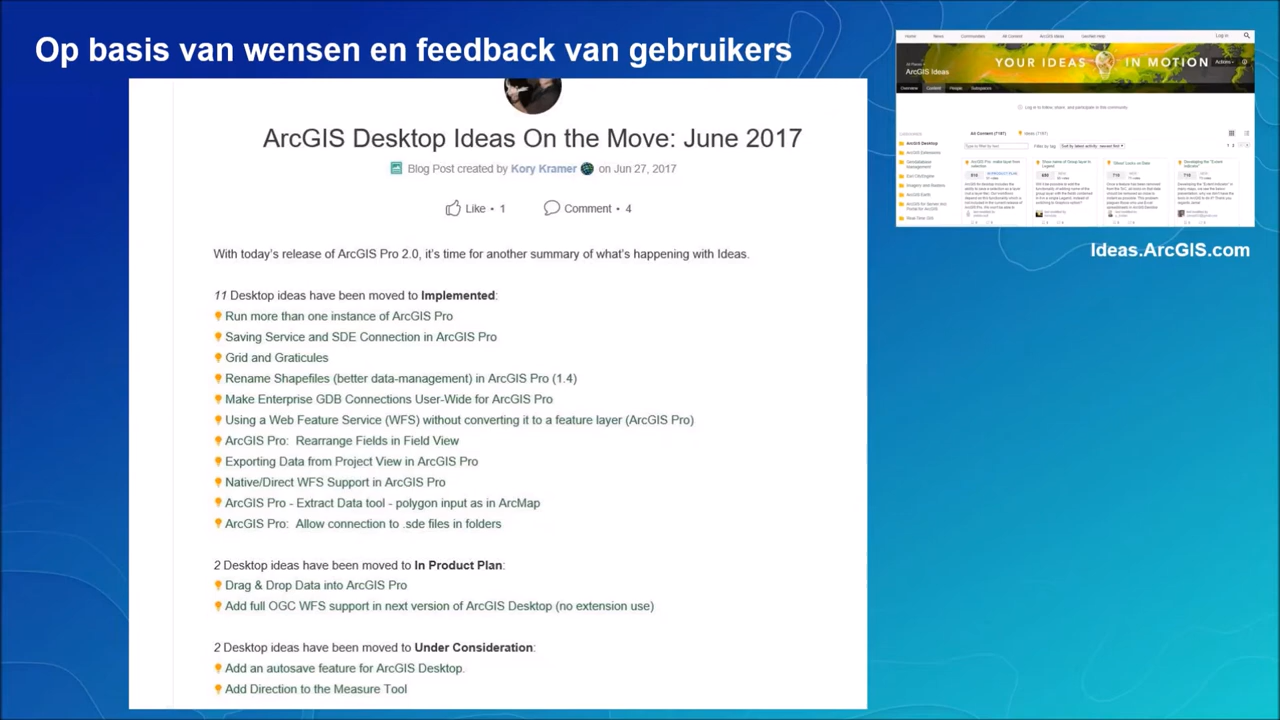 Op basis van wensen en feedback van gebruikers
ArcGIS Desktop Ideas On the Move: June 2017
Blog Post created by Kory Kramer on Jun 27, 2017
Like • 1 Comment • 4
With today's release of ArcGIS Pro 2.0, it's time for another summary of what's happening with Ideas.
11 Desktop ideas have been moved to Implemented:
Run more than one instance of ArcGIS Pro
Saving Service and SDE Connection in ArcGIS Pro
Grid and Graticules
Rename Shapefiles (better data-management) in ArcGIS Pro (1.4)
Make Enterprise GDB Connections User-Wide for ArcGIS Pro
Using a Web Feature Service (WFS) without converting it to a feature layer (ArcGIS Pro)
ArcGIS Pro: Rearrange Fields in Field View
Exporting Data from Project View in ArcGIS Pro
Native/Direct WFS Support in ArcGIS Pro
ArcGIS Pro - Extract Data tool - polygon input as in ArcMap
ArcGIS Pro: Allow connection to .sde files in folders
2 Desktop ideas have been moved to In Product Plan:
Drag & Drop Data into ArcGIS Pro
Add full OGC WFS support in next version of ArcGIS Desktop (no extension use)
2 Desktop ideas have been moved to Under Consideration:
Add an autosave feature for ArcGIS Desktop.
Add Direction to the Measure Tool
Log in
ArcGIS Ideas
YOUR IDEAS IN MOTION
Actions
Overview Content People Subspaces
ArcGIS Desktop
Ideas.ArcGIS.com